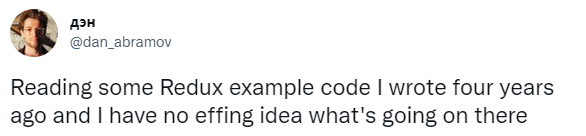 дэн
@dan_abramov
Reading some Redux example code I wrote four years
ago and I have no effing idea what's going on there